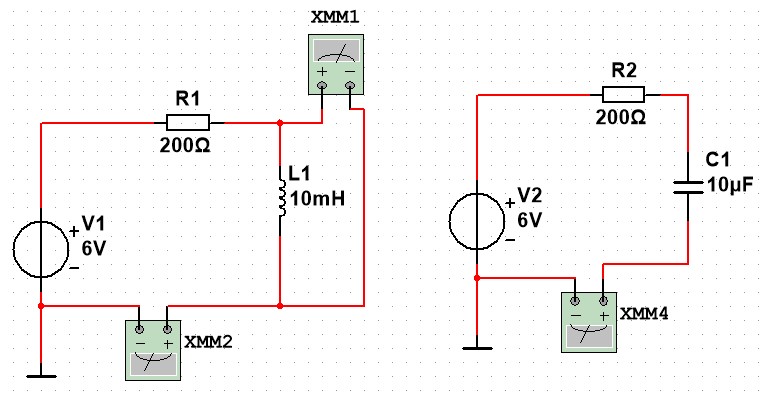 XMM1
+ −
R1
200Ω
L1
10mH
V1
6V
+
−
− +
XMM2
R2
200Ω
C1
10µF
V2
6V
+
−
− +
XMM4